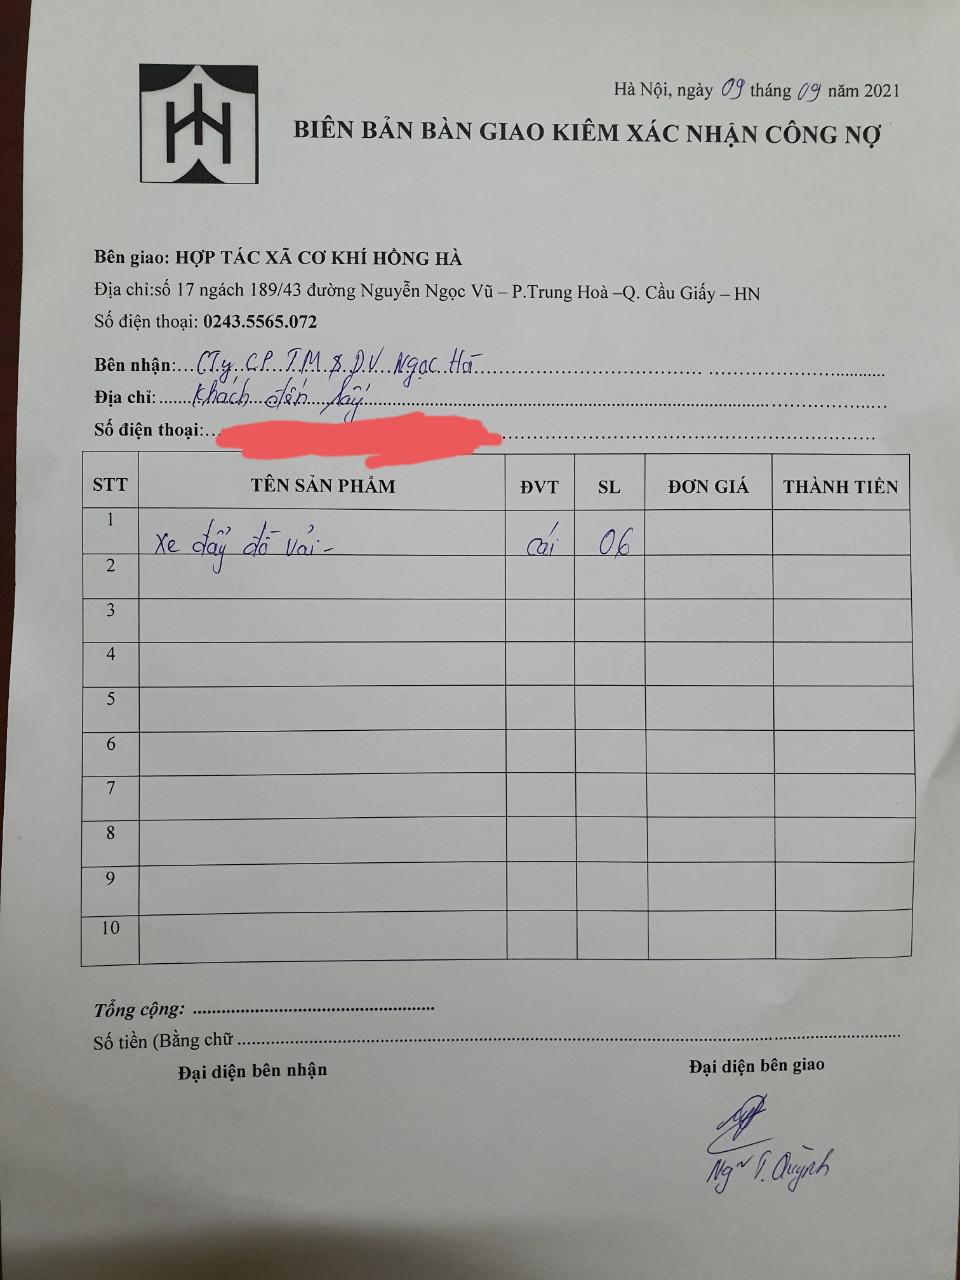 Hà Nội, ngày 09 tháng 09 năm 2021
BIÊN BẢN BÀN GIAO KIÊM XÁC NHẬN CÔNG NỢ
Bên giao: HỢP TÁC XÃ CƠ KHÍ HỒNG HÀ
Địa chỉ:số 17 ngách 189/43 đường Nguyễn Ngọc Vũ – P.Trung Hoà –Q. Cầu Giấy – HN
Số điện thoại: 0243.5565.072
Bên nhận:...CTy.C.P.T.M.&.D.V. Ngọc Hà
Địa chỉ: Khách đến lấy
Số điện thoại:
STT TÊN SẢN PHẨM ĐVT SL ĐƠN GIÁ THÀNH TIỀN
1 xe đẩy đồ vải- cái 06
2
3
4
5
6
7
8
9
10
Tổng cộng:
Số tiền (Bằng chữ
Đại diện bên nhận Đại diện bên giao
Ng~ T. Quỳnh